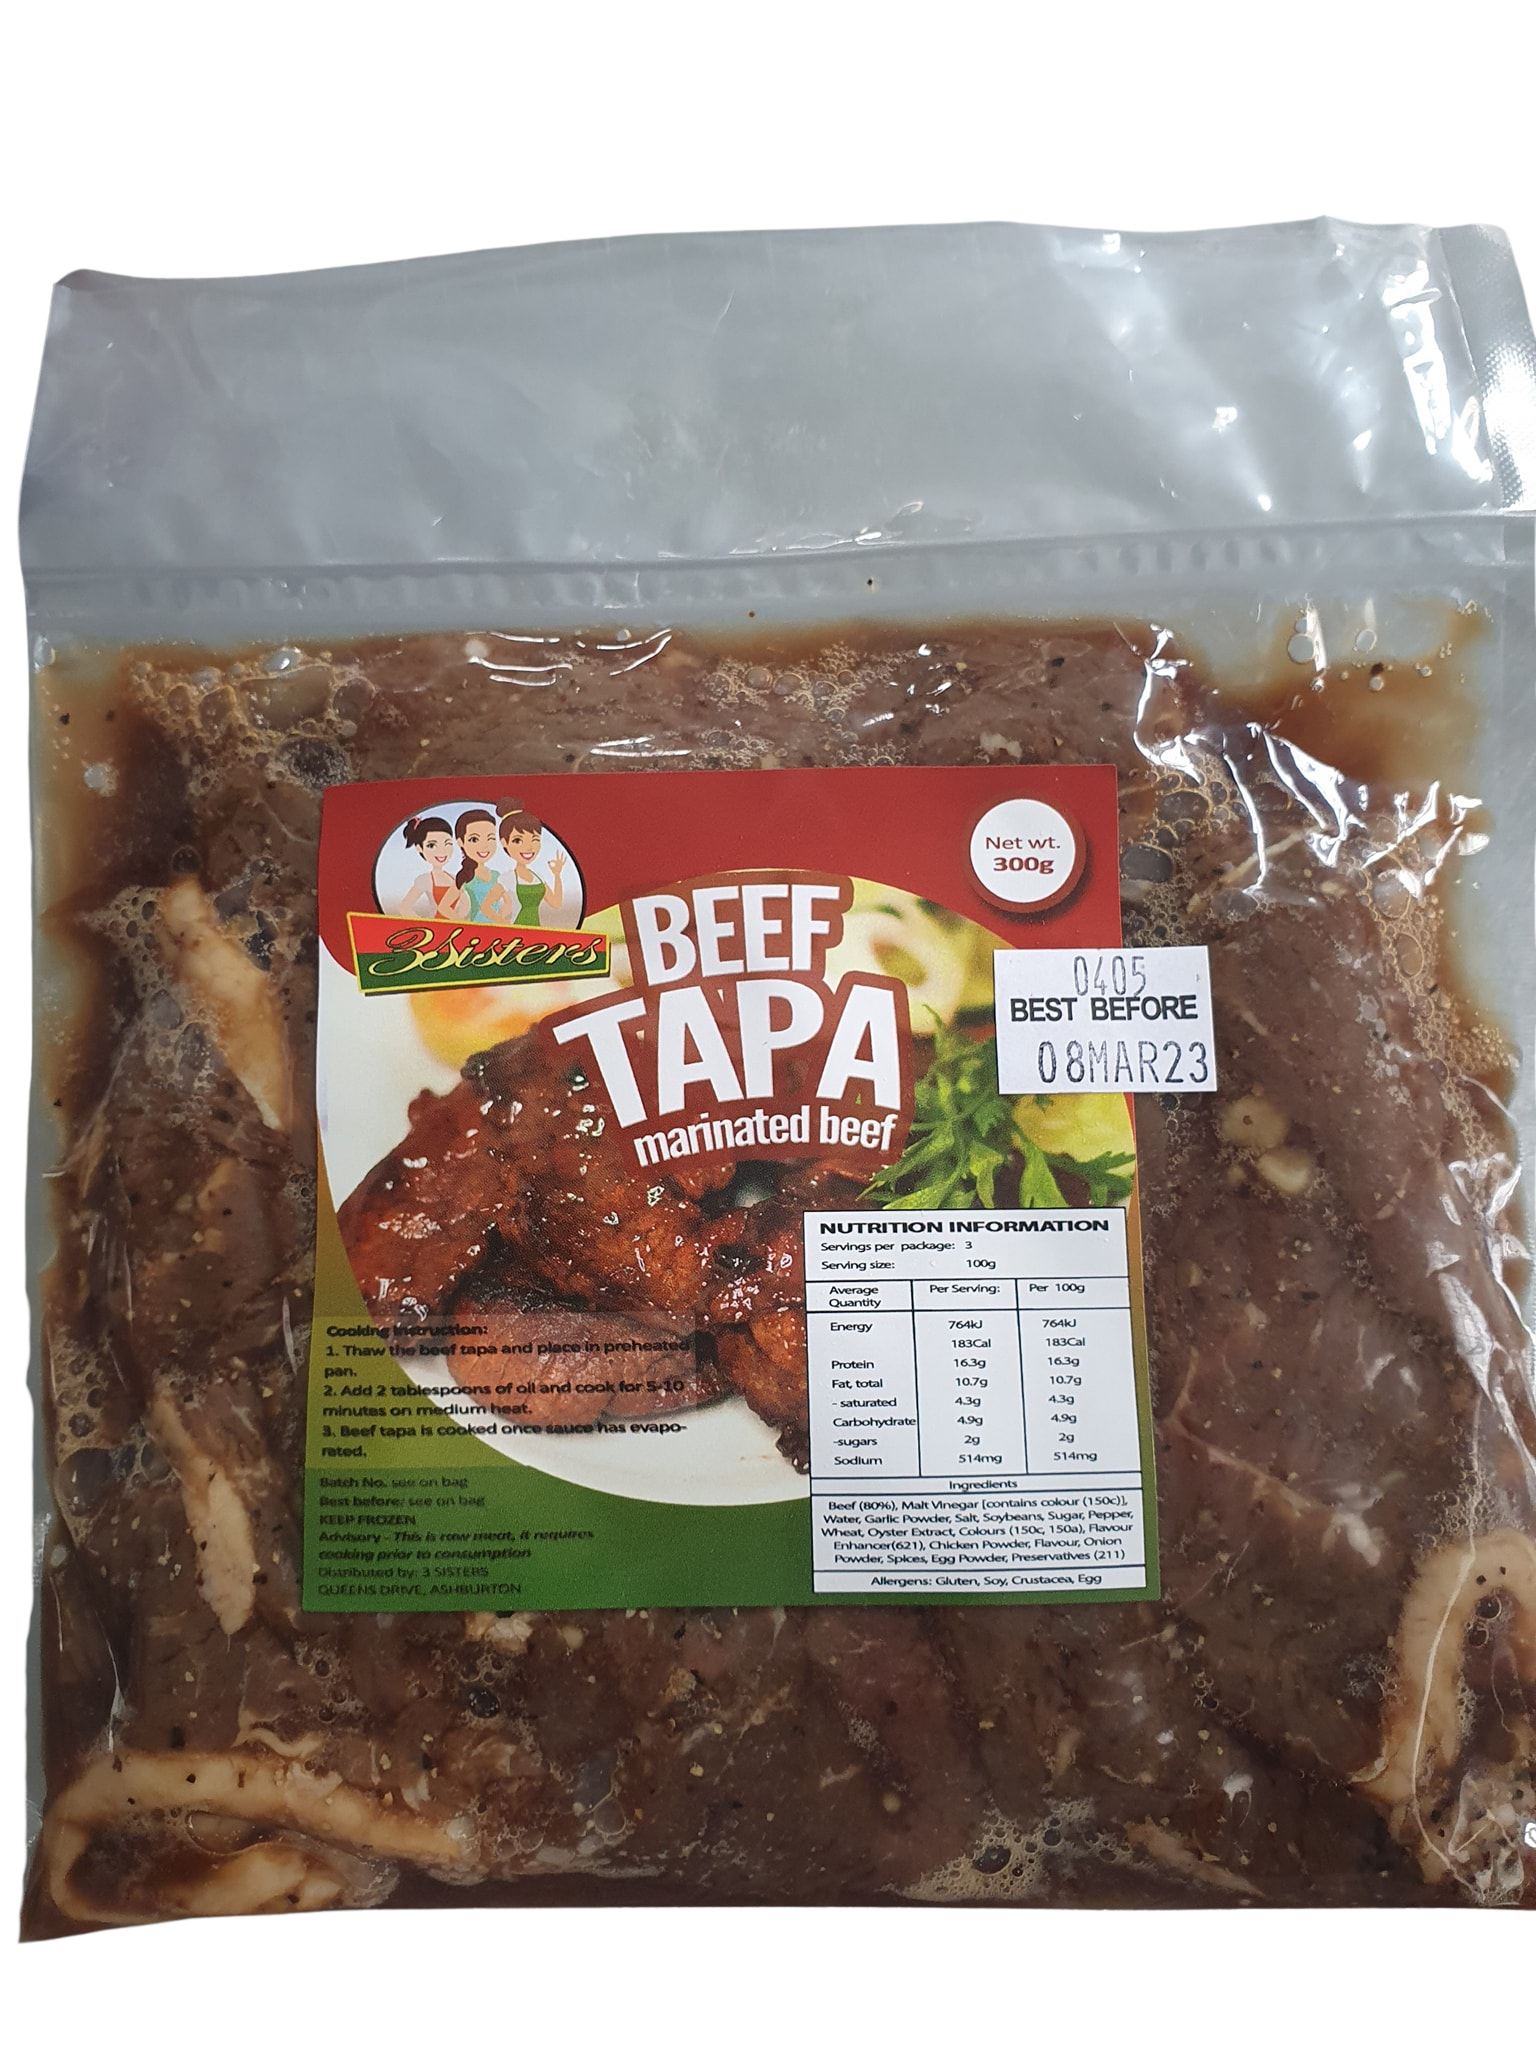 3Sisters
Net wt.
300g
BEEF
TAPA
marinated beef
0405
BEST BEFORE
08MAR23
Cooking Instruction:
1. Thaw the beef tapa and place in preheated
pan.
2. Add 2 tablespoons of oil and cook for 5-10
minutes on medium heat.
3. Beef tapa is cooked once sauce has evapo-
rated.
Batch No. see on bag
Best before: see on bag
KEEP FROZEN
Advisory - This is raw meat, it requires
cooking prior to consumption
Distributed by: 3 SISTERS
QUEENS DRIVE, ASHBURTON
NUTRITION INFORMATION
Servings per package: 3
Serving size: 100g
Average Quantity Per Serving: Per 100g
Energy 764kJ 764kJ
183Cal 183Cal
Protein 16.3g 16.3g
Fat, total 10.7g 10.7g
- saturated 4.3g 4.3g
Carbohydrate 4.9g 4.9g
-sugars 2g 2g
Sodium 514mg 514mg
Ingredients
Beef (80%), Malt Vinegar [contains colour (150c)],
Water, Garlic Powder, Salt, Soybeans, Sugar, Pepper,
Wheat, Oyster Extract, Colours (150c, 150a), Flavour
Enhancer(621), Chicken Powder, Flavour, Onion
Powder, Spices, Egg Powder, Preservatives (211)
Allergens: Gluten, Soy, Crustacea, Egg